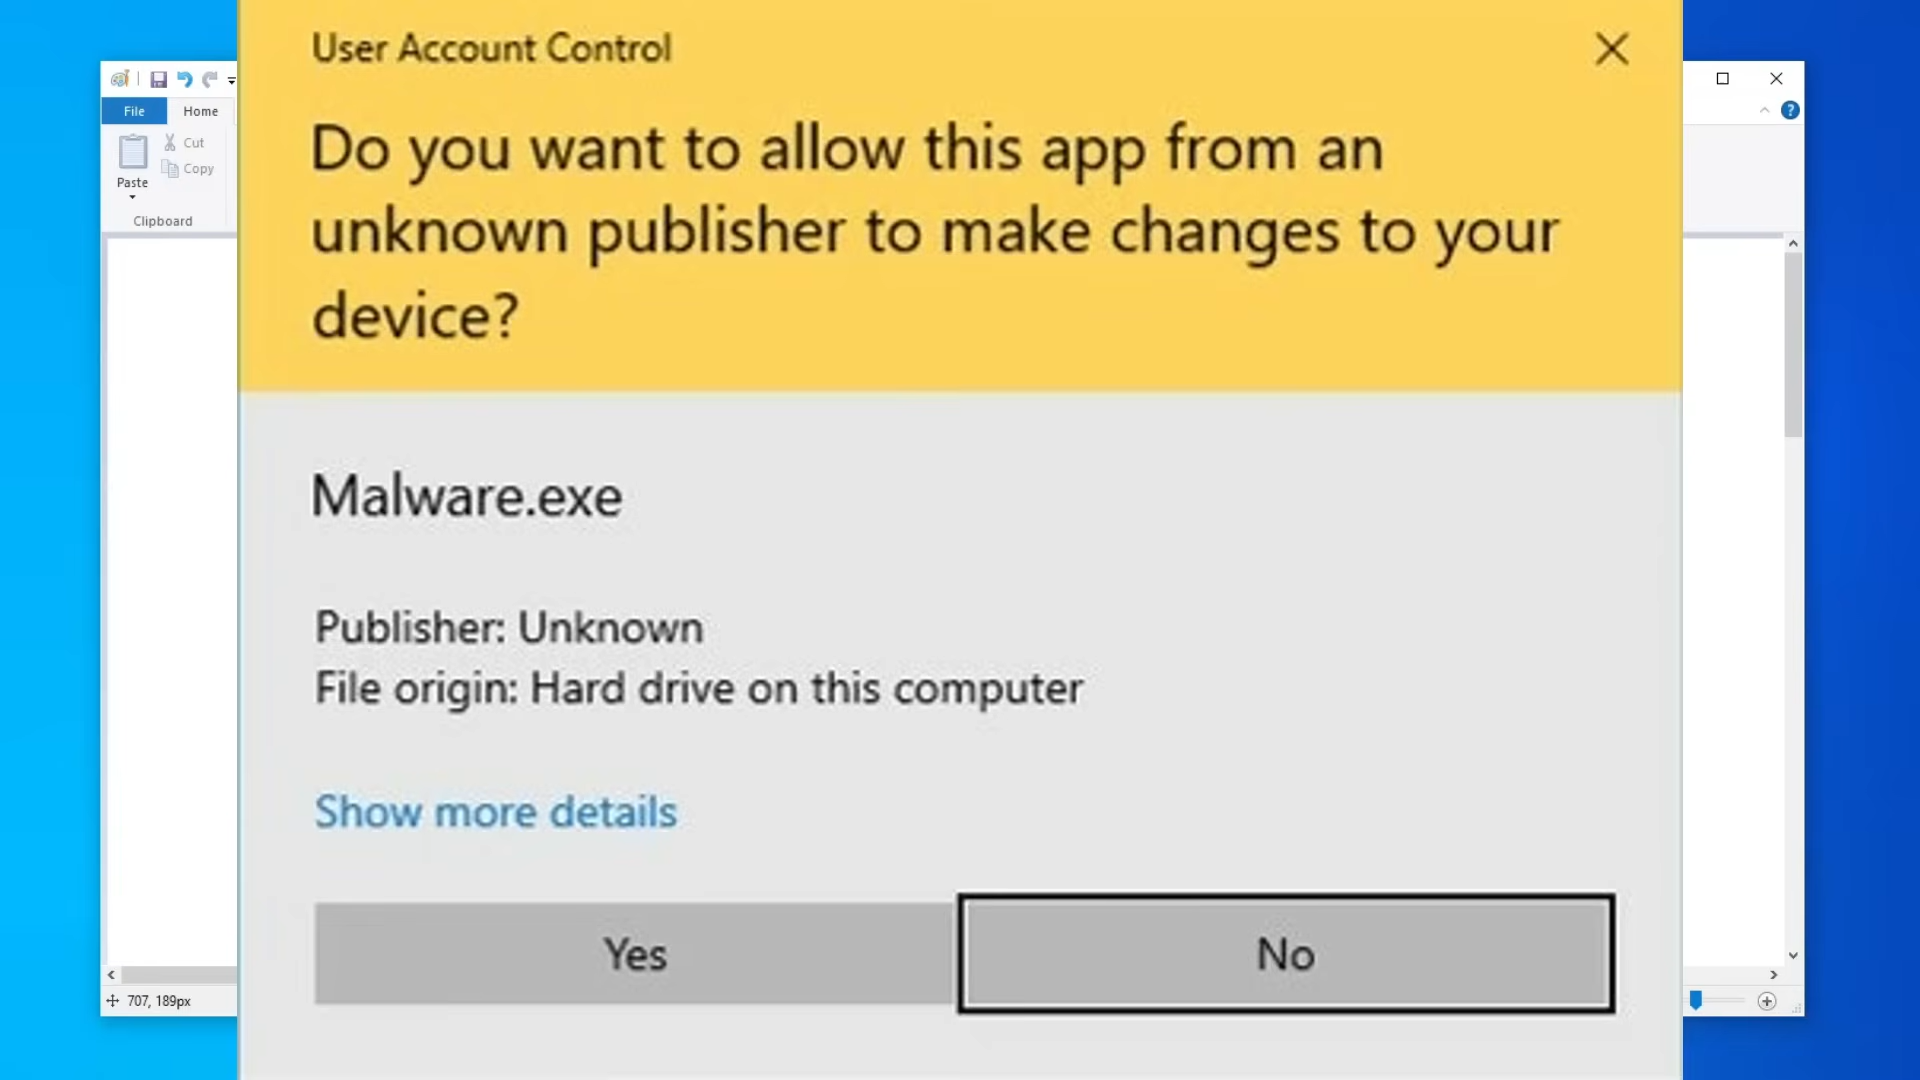 User Account Control
Do you want to allow this app from an
unknown publisher to make changes to your
device?
File
Home
Cut
Copy
Paste
Clipboard
Malware.exe
Publisher: Unknown
File origin: Hard drive on this computer
Show more details
Yes
No
707, 189px